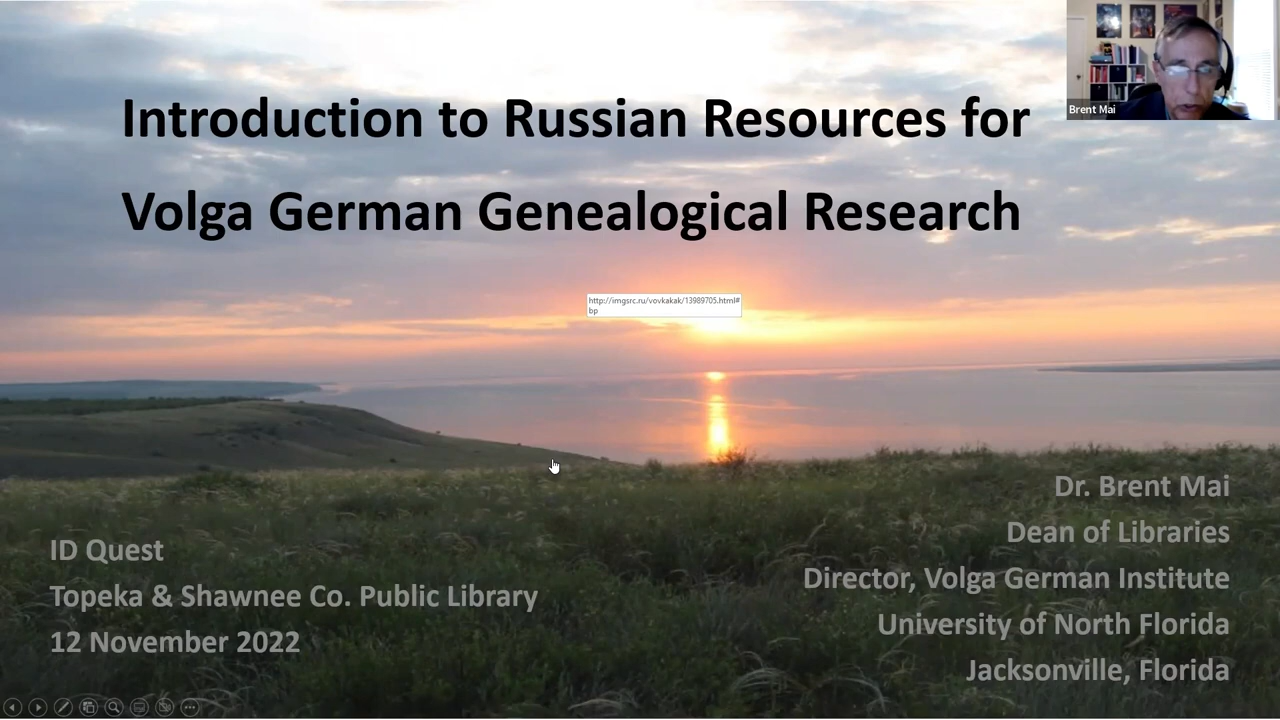 Brent Mai
Introduction to Russian Resources for
Volga German Genealogical Research
http://imgsrc.ru/vovkakak/13989705.html#
bp
Dr. Brent Mai
Dean of Libraries
Director, Volga German Institute
University of North Florida
Jacksonville, Florida
ID Quest
Topeka & Shawnee Co. Public Library
12 November 2022